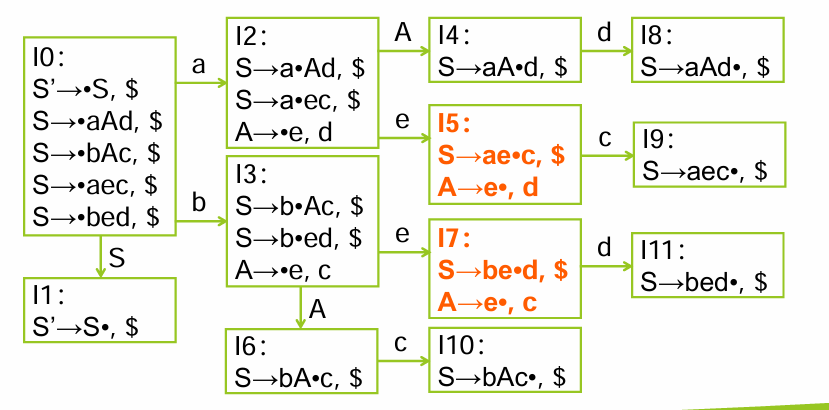 I0:
S’→•S, $
S→•aAd, $
S→•bAc, $
S→•aec, $
S→•bed, $
a
I2:
S→a•Ad, $
S→a•ec, $
A→•e, d
A
I4:
S→aA•d, $
d
I8:
S→aAd•, $
e
I5:
S→ae•c, $
A→e•, d
c
I9:
S→aec•, $
b
I3:
S→b•Ac, $
S→b•ed, $
A→•e, c
e
I7:
S→be•d, $
A→e•, c
d
I11:
S→bed•, $
S
I1:
S’→S•, $
A
I6:
S→bA•c, $
c
I10:
S→bAc•, $